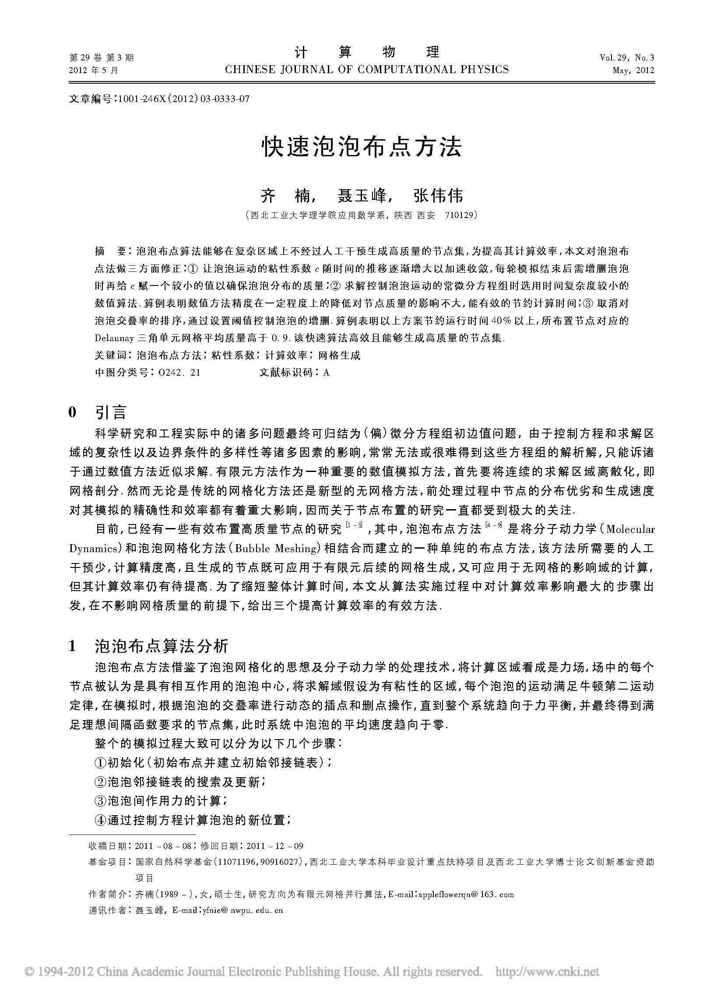 第29卷 第3期
计 算 物 理
Vol.29, No.3
2012年5月
CHINESE JOURNAL OF COMPUTATIONAL PHYSICS
May, 2012
文章编号:1001-246X(2012)03-0333-07
快速泡泡布点方法
齐 楠, 聂玉峰, 张伟伟
(西北工业大学理学院应用数学系, 陕西 西安 710129)
摘 要: 泡泡布点算法能够在复杂区域上不经过人工干预生成高质量的节点集,为提高其计算效率,本文对泡泡布
点法做三方面修正:① 让泡泡运动的粘性系数 c 随时间的推移逐渐增大以加速收敛,每轮模拟结束后需增删泡泡
时再给 c 赋一个较小的值以确保泡泡分布的质量;② 求解控制泡泡运动的常微分方程组时选用时间复杂度较小的
数值算法.算例表明数值方法精度在一定程度上的降低对节点质量的影响不大,能有效的节约计算时间;③ 取消对
泡泡交叠率的排序,通过设置阈值控制泡泡的增删.算例表明以上方案节约运行时间40%以上,所布置节点对应的
Delaunay 三角单元网格平均质量高于0.9.该快速算法高效且能够生成高质量的节点集.
关键词: 泡泡布点方法; 粘性系数; 计算效率; 网格生成
中图分类号: O242.21 文献标识码: A
0 引言
科学研究和工程实际中的诸多问题最终可归结为(偏)微分方程组初边值问题, 由于控制方程和求解区
域的复杂性以及边界条件的多样性等诸多因素的影响,常常无法或很难得到这些方程组的解析解,只能诉诸
于通过数值方法近似求解.有限元方法作为一种重要的数值模拟方法,首先要将连续的求解区域离散化,即
网格剖分.然而无论是传统的网格化方法还是新型的无网格方法,前处理过程中节点的分布优劣和生成速度
对其模拟的精确性和效率都有着重大影响,因而关于节点布置的研究一直都受到极大的关注.
目前,已经有一些有效布置高质量节点的研究[1-3],其中,泡泡布点方法[4-9]是将分子动力学(Molecular
Dynamics)和泡泡网格化方法(Bubble Meshing)相结合而建立的一种单纯的布点方法,该方法所需要的人工
干预少,计算精度高,且生成的节点既可应用于有限元后续的网格生成,又可应用于无网格的影响域的计算,
但其计算效率仍有待提高.为了缩短整体计算时间,本文从算法实施过程中对计算效率影响最大的步骤出
发,在不影响网格质量的前提下,给出三个提高计算效率的有效方法.
1 泡泡布点算法分析
泡泡布点方法借鉴了泡泡网格化的思想及分子动力学的处理技术,将计算区域看成是力场,场中的每个
节点被认为是具有相互作用的泡泡中心,将求解域假设为有粘性的区域,每个泡泡的运动满足牛顿第二运动
定律,在模拟时,根据泡泡的交叠率进行动态的插点和删点操作,直到整个系统趋向于力平衡,并最终得到满
足理想间隔函数要求的节点集,此时系统中泡泡的平均速度趋向于零.
整个的模拟过程大致可以分为以下几个步骤:
①初始化(初始布点并建立初始邻接链表);
②泡泡邻接链表的搜索及更新;
③泡泡间作用力的计算;
④通过控制方程计算泡泡的新位置;
收稿日期: 2011-08-08; 修回日期: 2011-12-09
基金项目: 国家自然科学基金(11071196,90916027),西北工业大学本科毕业设计重点扶持项目及西北工业大学博士论文创新基金资助
项目
作者简介: 齐楠(1989-),女,硕士生,研究方向为有限元网格并行算法,E-mail:appleflowerqn@163.com
通讯作者: 聂玉峰, E-mail:yfnie@nwpu.edu.cn
© 1994-2012 China Academic Journal Electronic Publishing House. All rights reserved. http://www.cnki.net